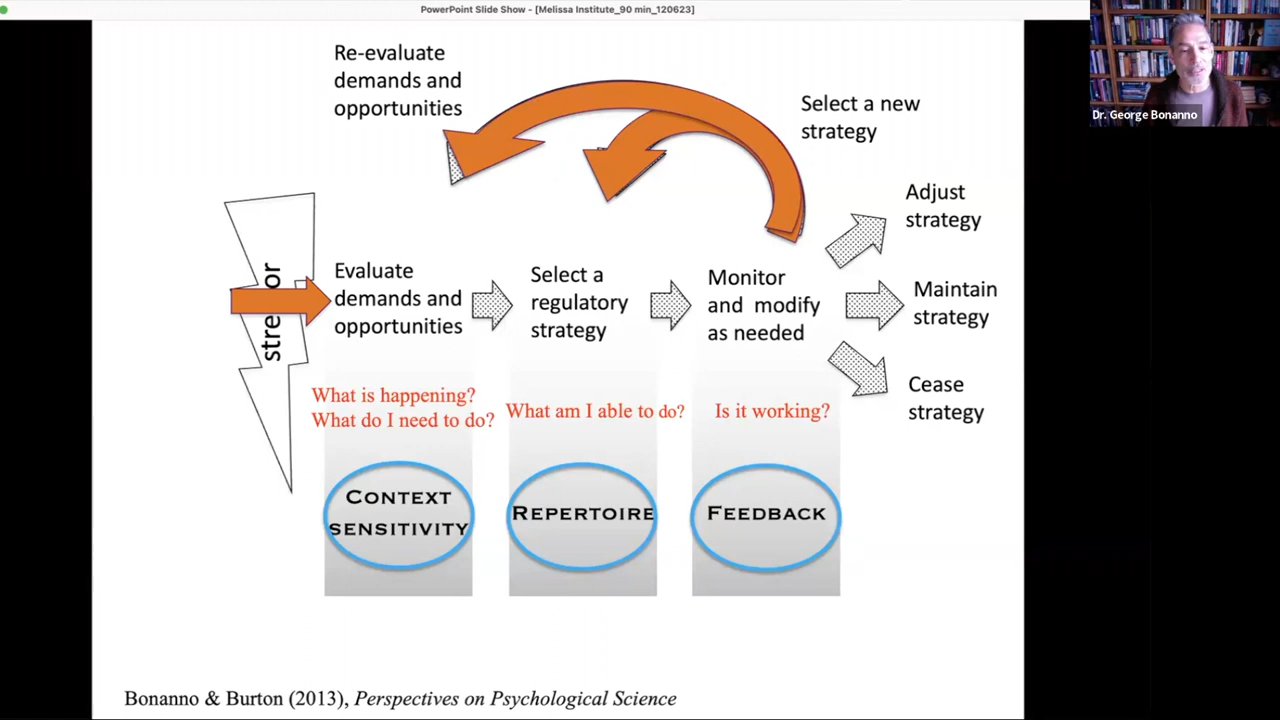 PowerPoint Slide Show - [Melissa Institute_90 min_120623]
Dr. George Bonanno
Re-evaluate
demands and
opportunities
Select a new
strategy
Adjust
strategy
Evaluate
demands and
opportunities
Select a
regulatory
strategy
Monitor
and modify
as needed
Maintain
strategy
Cease
strategy
What is happening?
What do I need to do?
What am I able to do?
Is it working?
CONTEXT
SENSITIVITY
REPERTOIRE
FEEDBACK
Bonanno & Burton (2013), Perspectives on Psychological Science